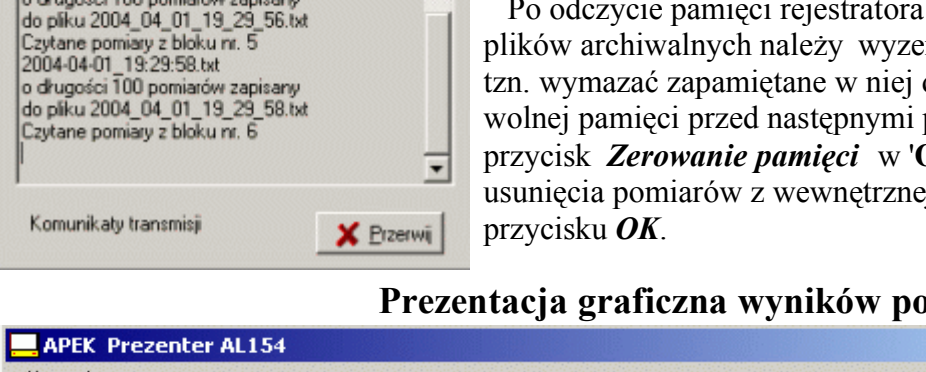 o długości 100 pomiarów zapisany
do pliku 2004_04_01_19_29_56.txt
Czytane pomiary z bloku nr. 5
2004-04-01_19:29:58.txt
o długości 100 pomiarów zapisany
do pliku 2004_04_01_19_29_58.txt
Czytane pomiary z bloku nr. 6
Komunikaty transmisji
Przerwij
Po odczycie pamięci rejestratora
plików archiwalnych należy wyze
tzn. wymazać zapamiętane w niej
wolnej pamięci przed następnymi
przycisk Zerowanie pamięci w '
usunięcia pomiarów z wewnętrznej
przycisku OK.
Prezentacja graficzna wyników po
APEK Prezenter AL154